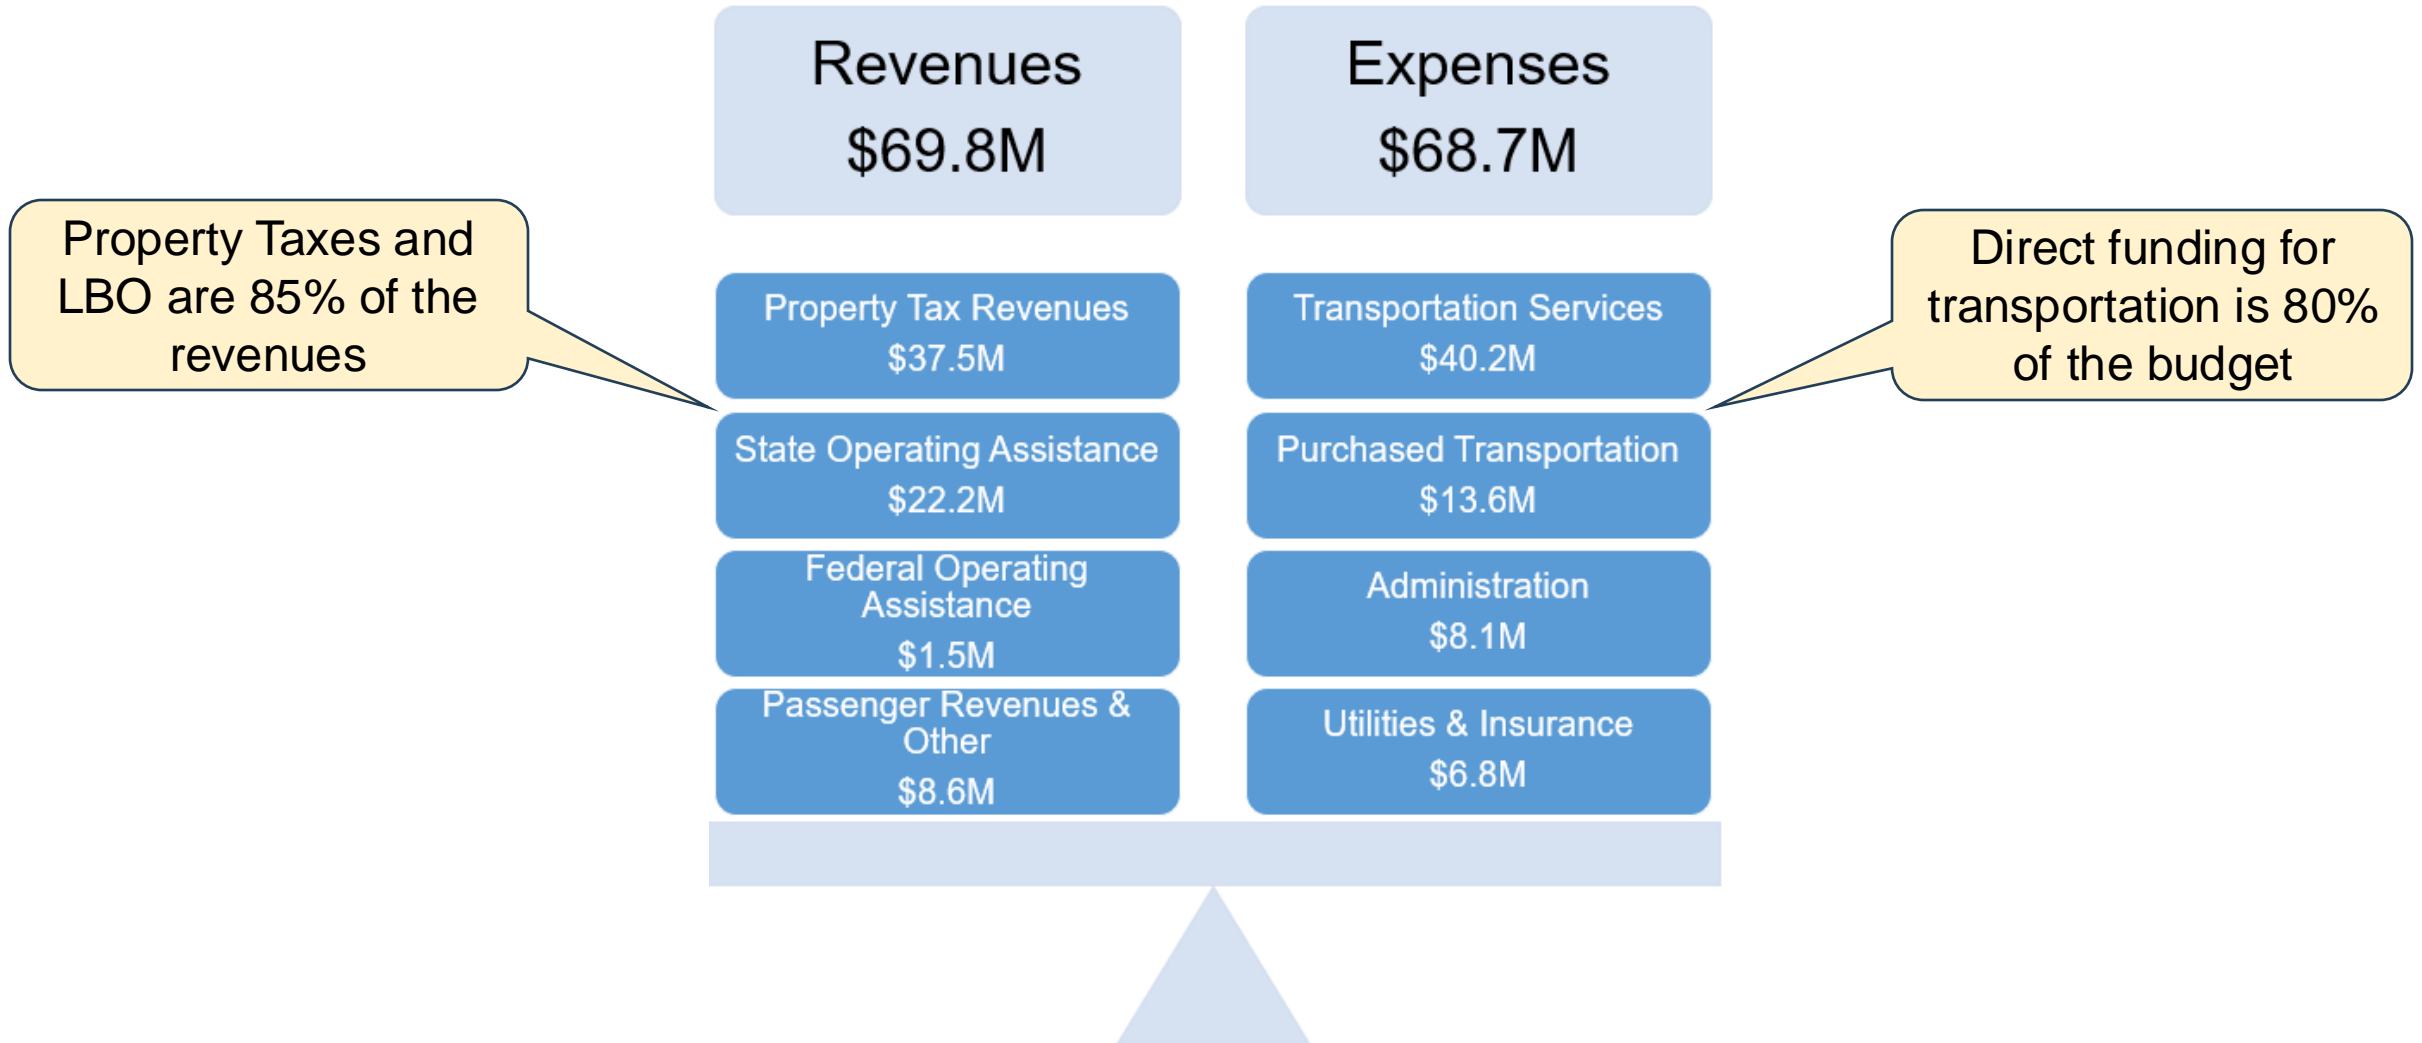 Revenues
$69.8M
Expenses
$68.7M
Property Taxes and
LBO are 85% of the
revenues
Direct funding for
transportation is 80%
of the budget
Property Tax Revenues
$37.5M
Transportation Services
$40.2M
State Operating Assistance
$22.2M
Purchased Transportation
$13.6M
Federal Operating
Assistance
$1.5M
Administration
$8.1M
Passenger Revenues &
Other
$8.6M
Utilities & Insurance
$6.8M